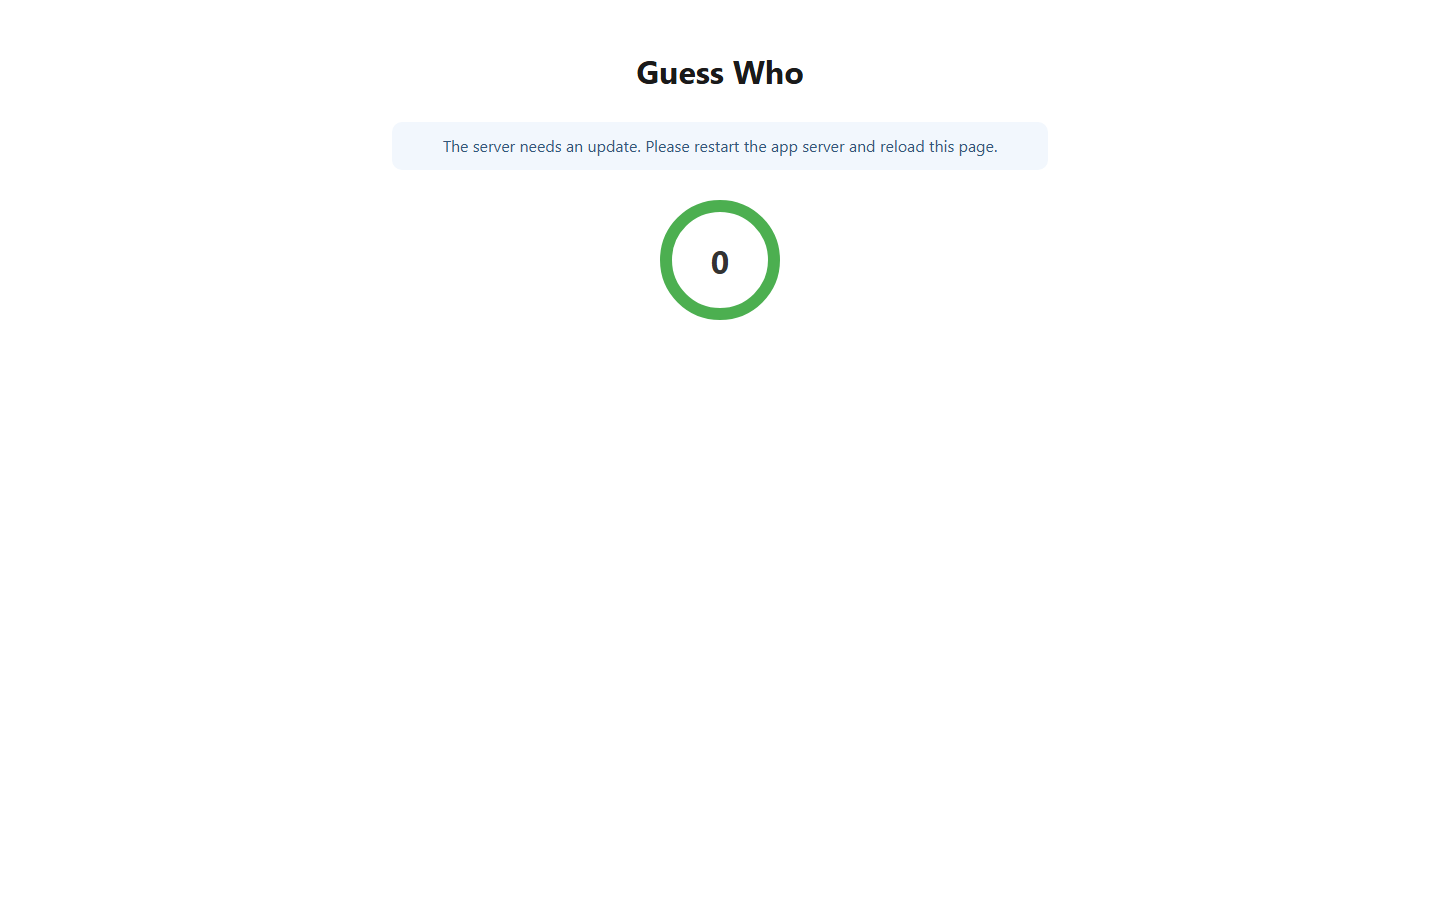 Guess Who
The server needs an update. Please restart the app server and reload this page.
0